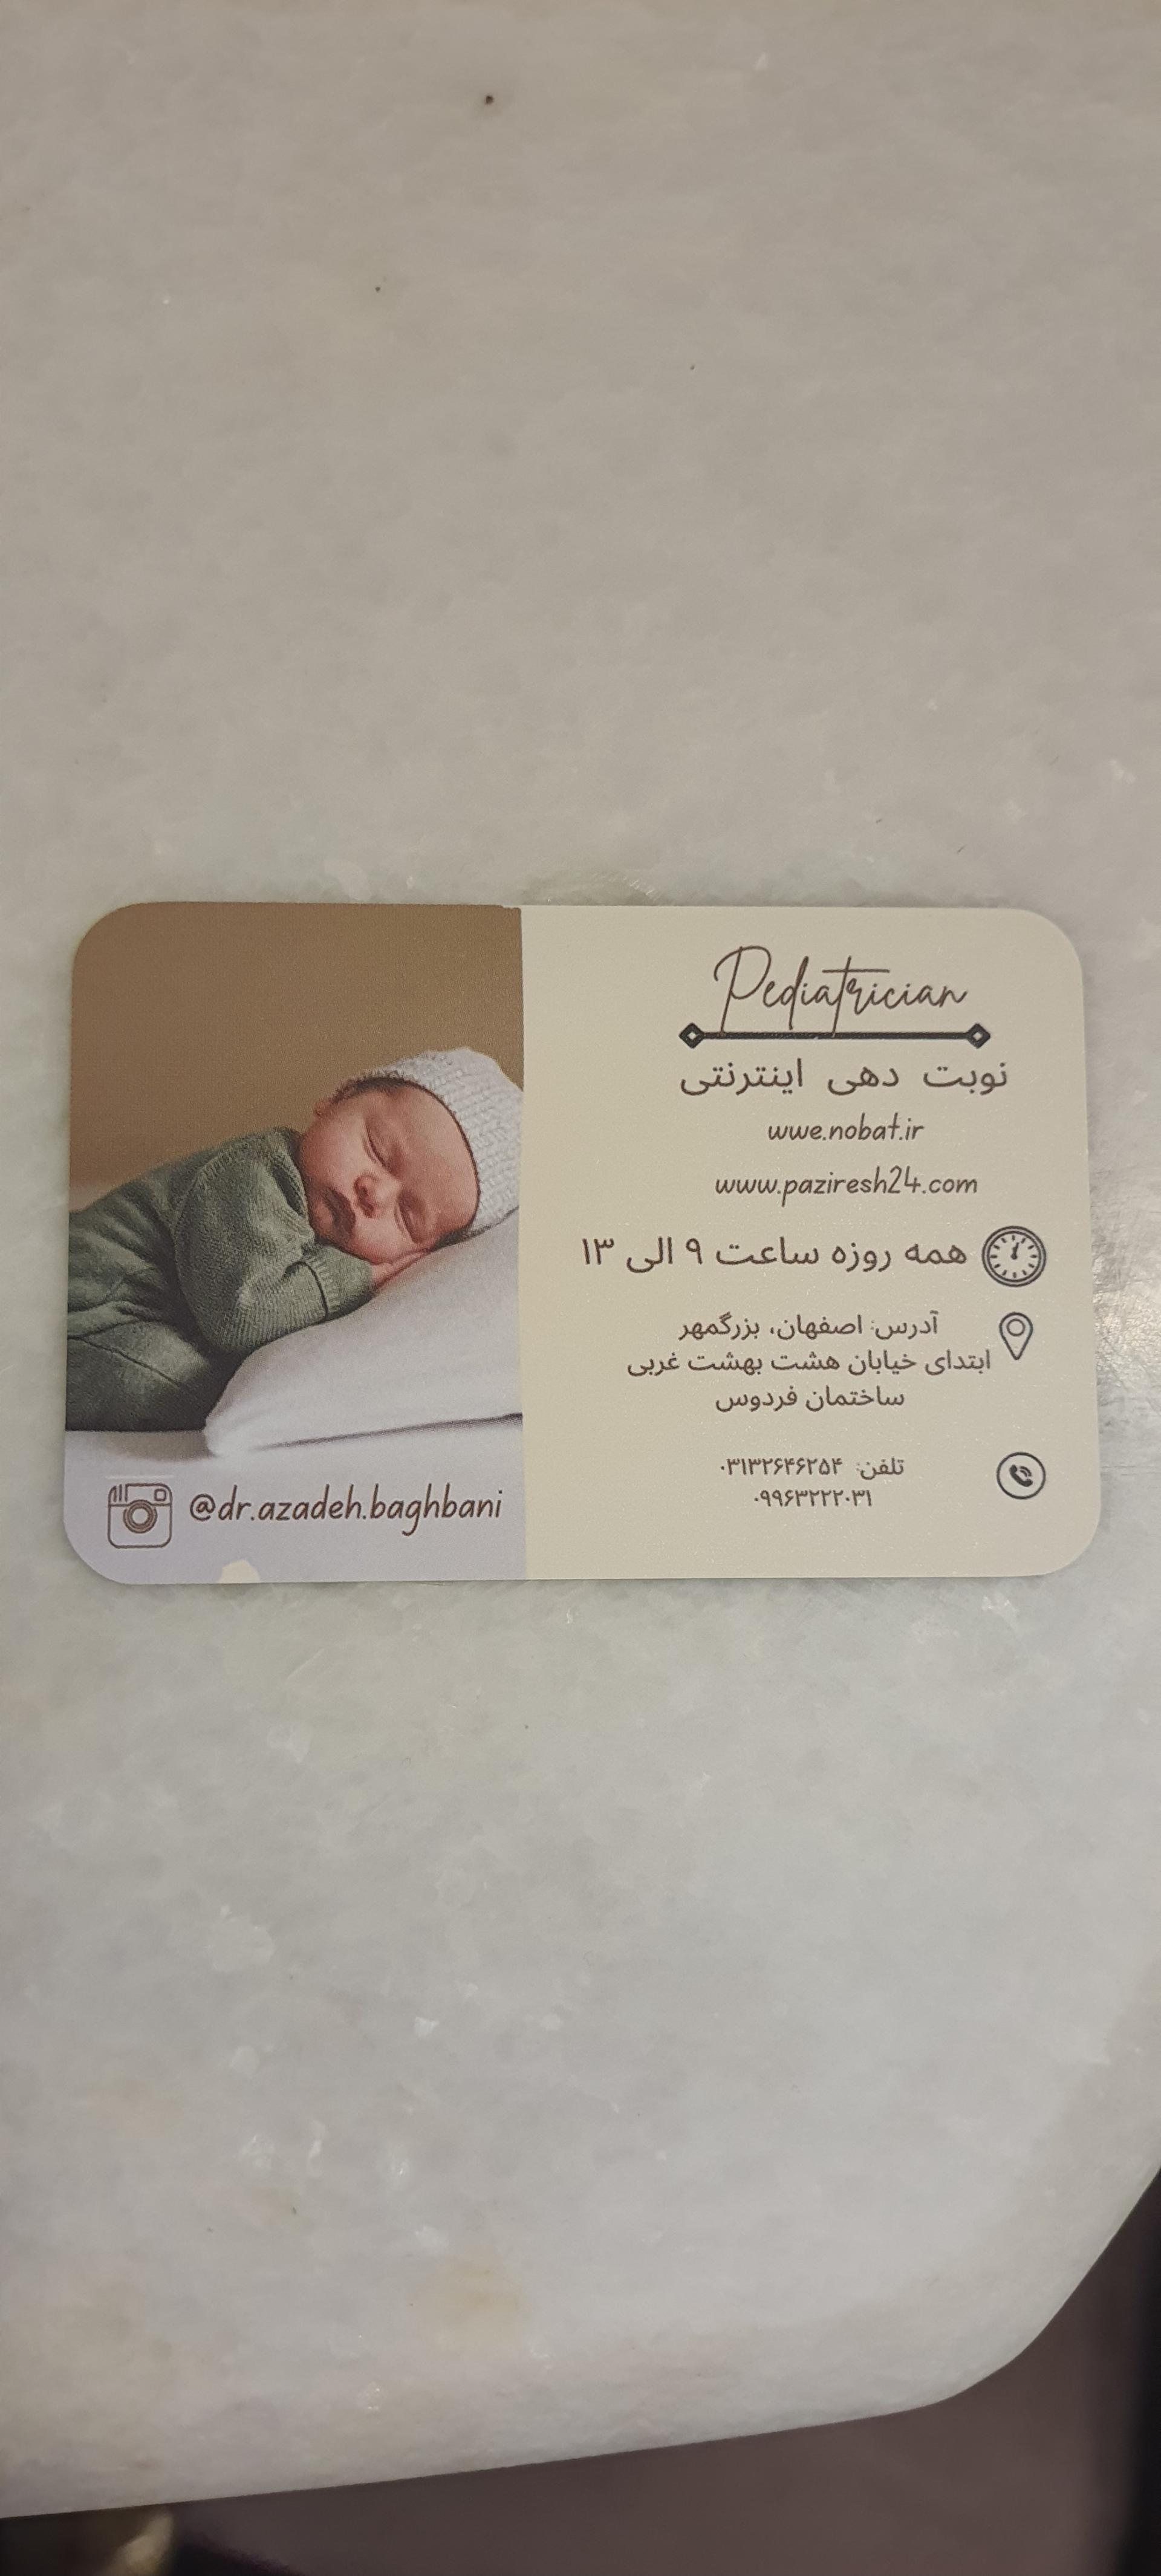 Pediatrician
نوبت دهی اینترنتی
wwe.nobat.ir
www.paziresh24.com
همه روزه ساعت ۹ الی ۱۳
آدرس: اصفهان، بزرگمهر
ابتدای خیابان هشت بهشت غربی
ساختمان فردوس
تلفن: ۰۳۱۳۲۶۴۶۲۵۴
۰۹۹۶۳۲۲۲۰۳۱
@dr.azadeh.baghbani